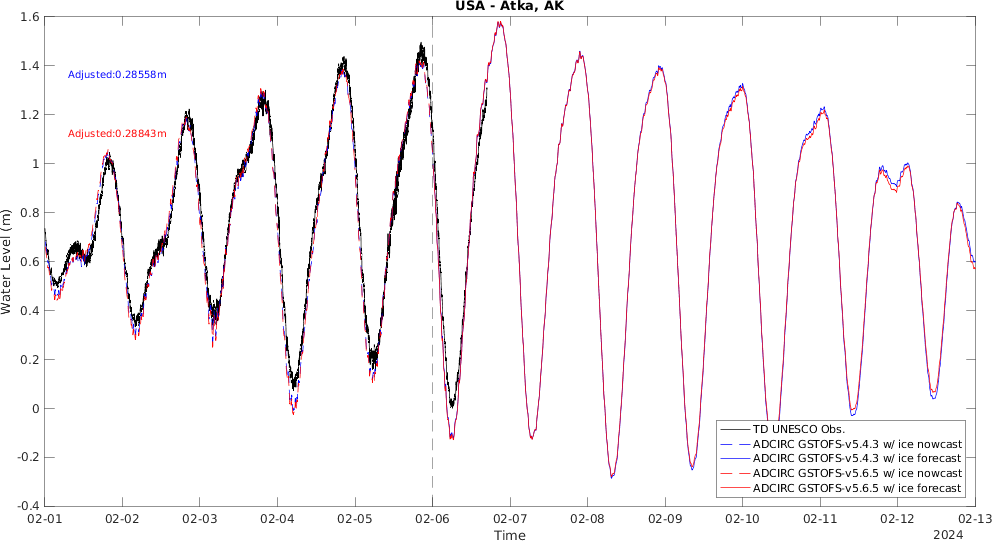 USA - Atka, AK
1.6
1.4
1.2
1
0.8
0.6
0.4
0.2
0
-0.2
-0.4
Water Level (m)
Adjusted:0.28558m
Adjusted:0.28843m
TD UNESCO Obs.
ADCIRC GSTOFS-v5.4.3 w/ ice nowcast
ADCIRC GSTOFS-v5.4.3 w/ ice forecast
ADCIRC GSTOFS-v5.6.5 w/ ice nowcast
ADCIRC GSTOFS-v5.6.5 w/ ice forecast
02-01 02-02 02-03 02-04 02-05 02-06 02-07 02-08 02-09 02-10 02-11 02-12 02-13
Time
2024